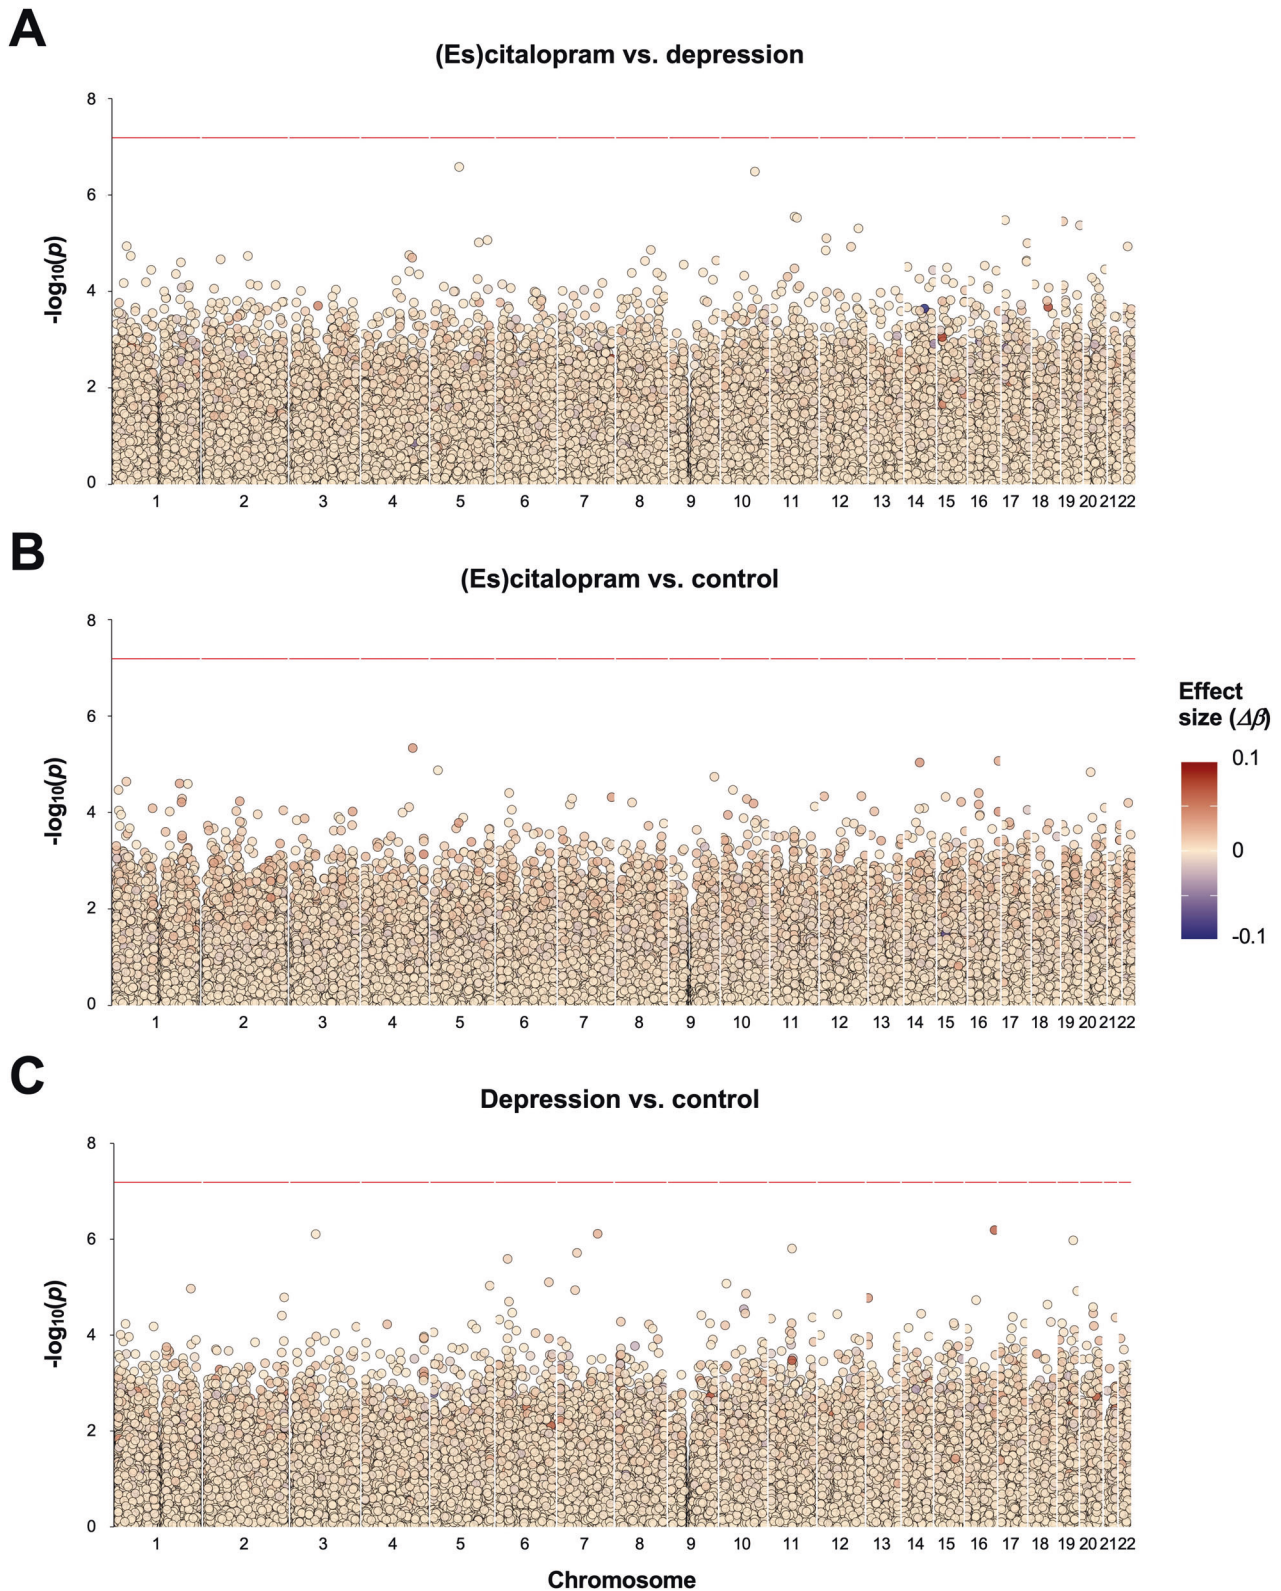 A
(Es)citalopram vs. depression
8
6
4
2
0
-log10(p)
1 2 3 4 5 6 7 8 9 10 11 12 13 14 15 16 17 18 19 20 21 22
B
(Es)citalopram vs. control
8
6
4
2
0
-log10(p)
1 2 3 4 5 6 7 8 9 10 11 12 13 14 15 16 17 18 19 20 21 22
Effect
size (Δβ)
0.1
0
-0.1
C
Depression vs. control
8
6
4
2
0
-log10(p)
1 2 3 4 5 6 7 8 9 10 11 12 13 14 15 16 17 18 19 20 21 22
Chromosome